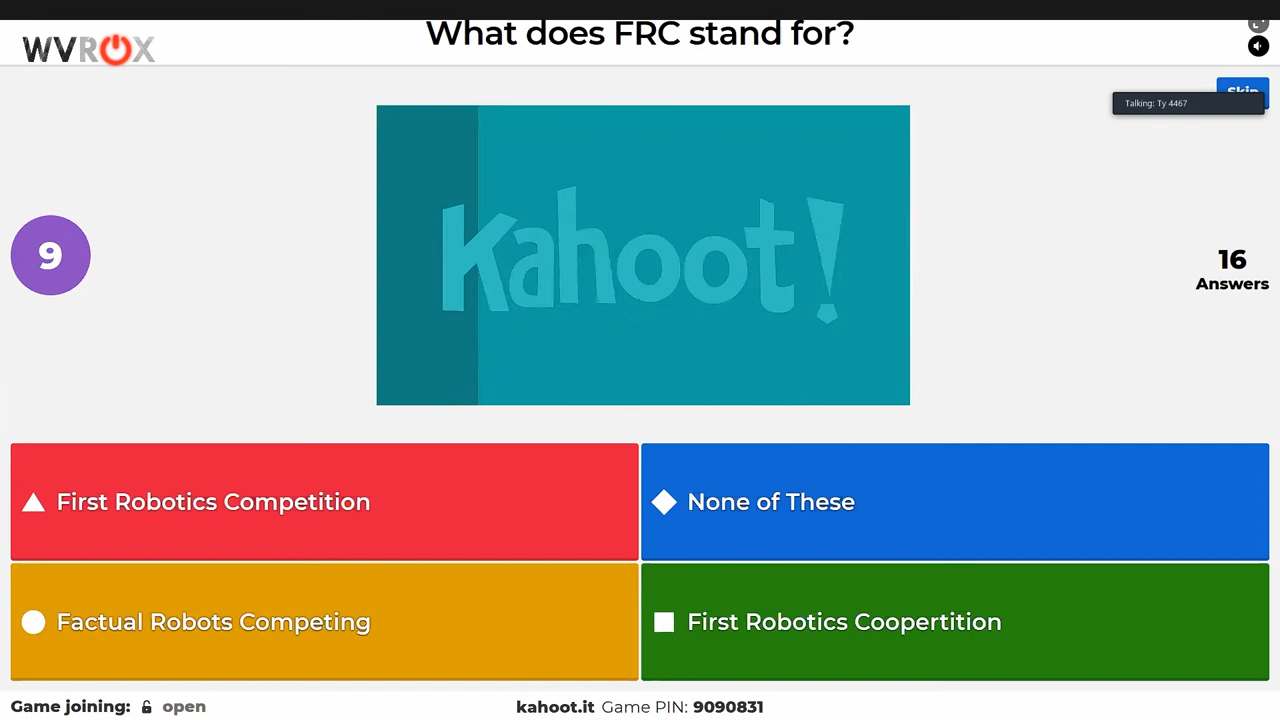 What does FRC stand for?
WVROX
Skip
Talking: Ty 4467
Kahoot!
9
16
Answers
First Robotics Competition
None of These
Factual Robots Competing
First Robotics Coopertition
Game joining: open
kahoot.it Game PIN: 9090831